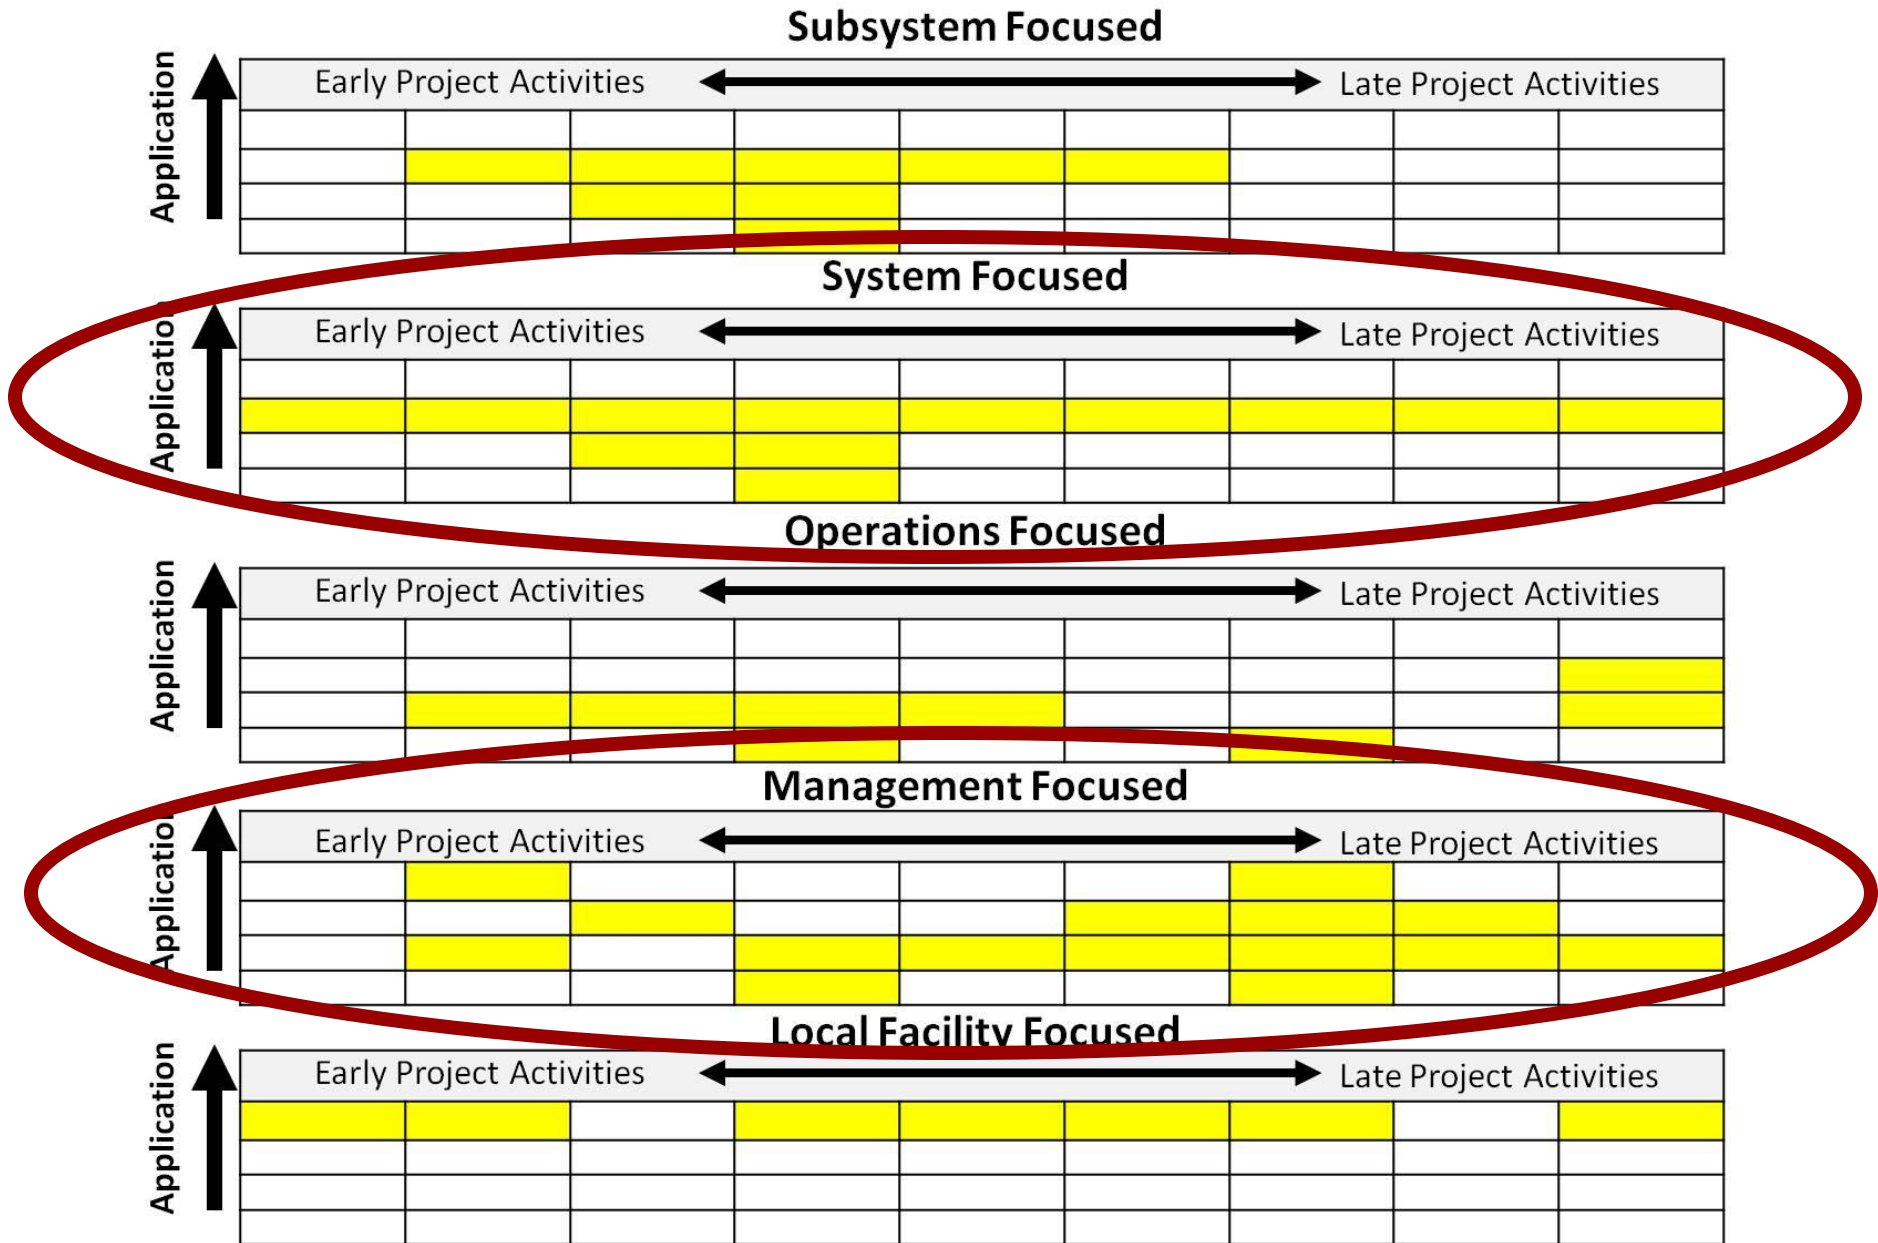 Subsystem Focused
Application
Early Project Activities
Late Project Activities
System Focused
Application
Early Project Activities
Late Project Activities
Operations Focused
Application
Early Project Activities
Late Project Activities
Management Focused
Application
Early Project Activities
Late Project Activities
Local Facility Focused
Application
Early Project Activities
Late Project Activities